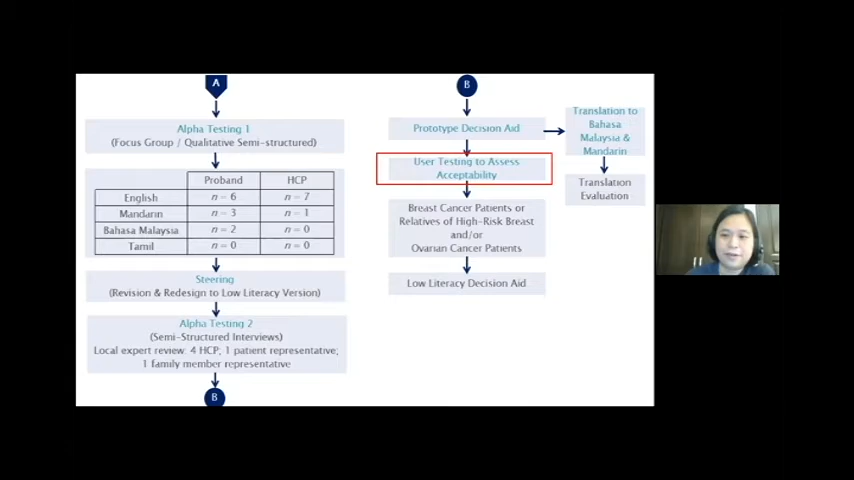 A
Alpha Testing 1
(Focus Group / Qualitative Semi-structured)
Proband HCP
English n = 6 n = 7
Mandarin n = 3 n = 1
Bahasa Malaysia n = 2 n = 0
Tamil n = 0 n = 0
Steering
(Revision & Redesign to Low Literacy Version)
Alpha Testing 2
(Semi-Structured Interviews)
Local expert review: 4 HCP; 1 patient representative;
1 family member representative
B
B
Prototype Decision Aid
User Testing to Assess
Acceptability
Breast Cancer Patients or
Relatives of High-Risk Breast
and/or
Ovarian Cancer Patients
Low Literacy Decision Aid
Translation to
Bahasa
Malaysia &
Mandarin
Translation
Evaluation